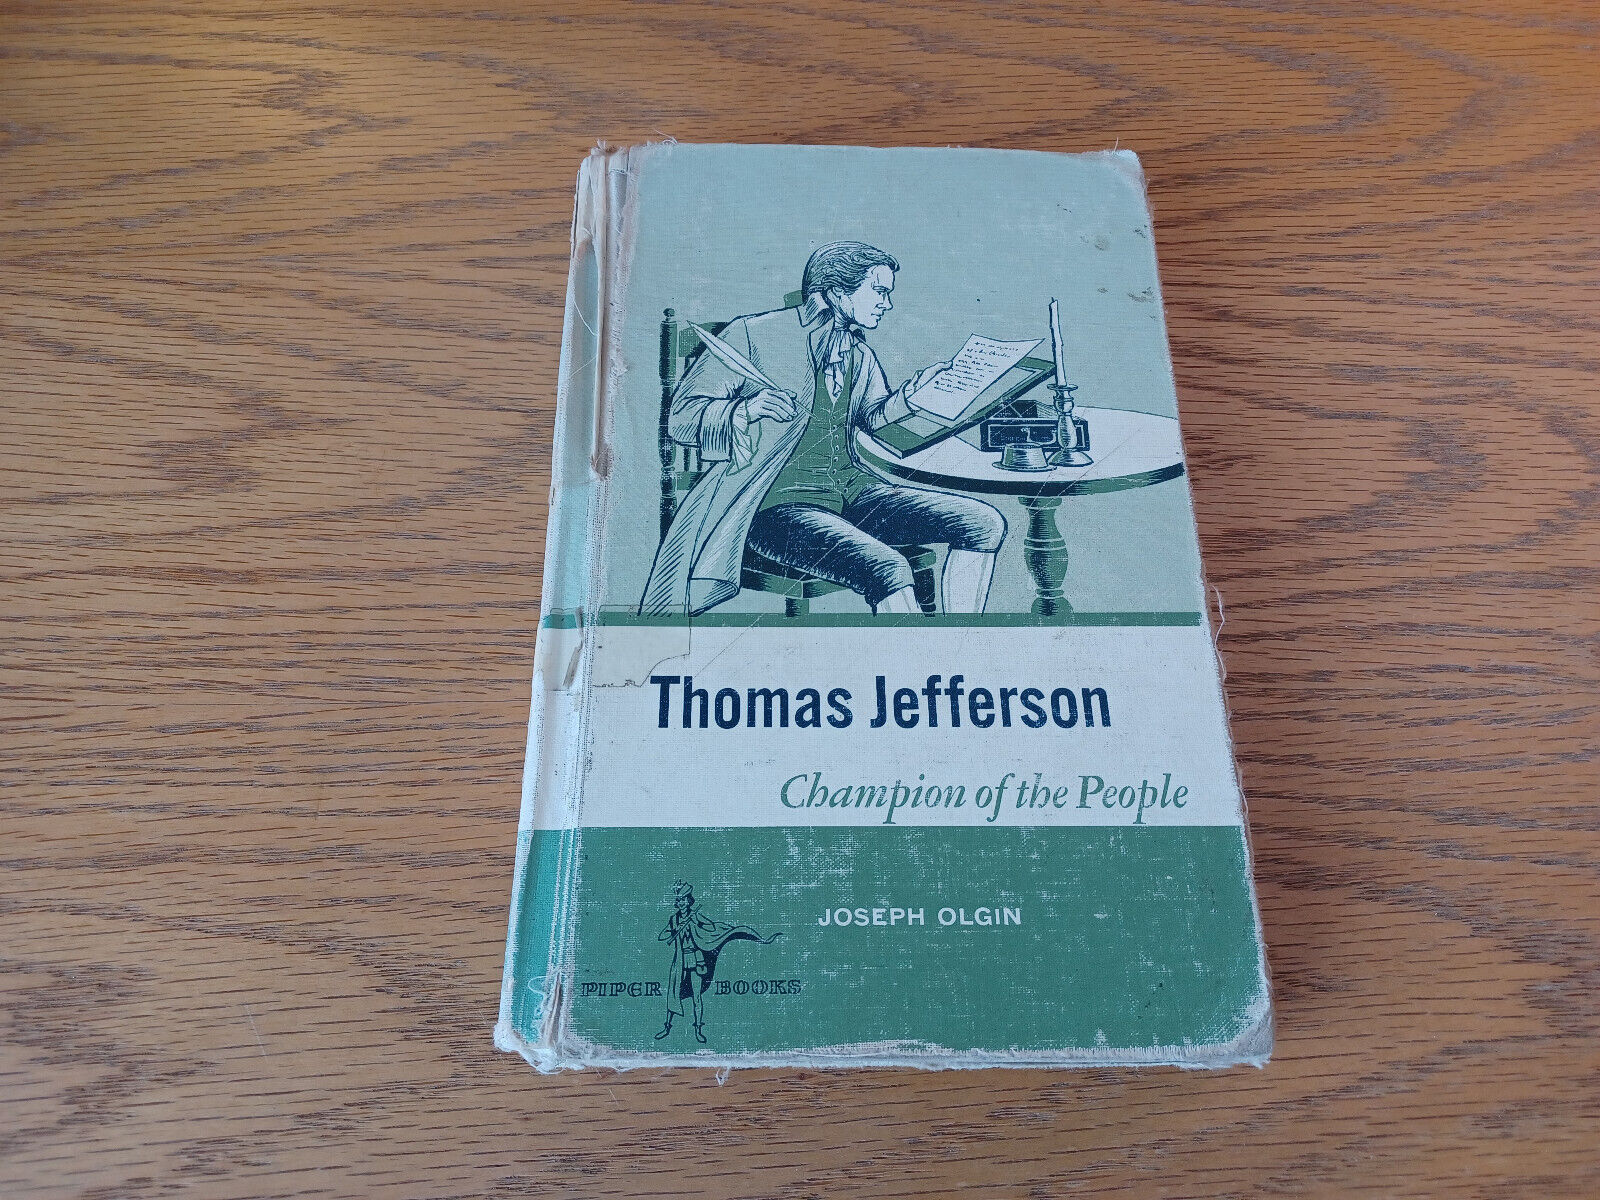 Thomas Jefferson
Champion of the People
JOSEPH OLGIN
PIPER BOOKS